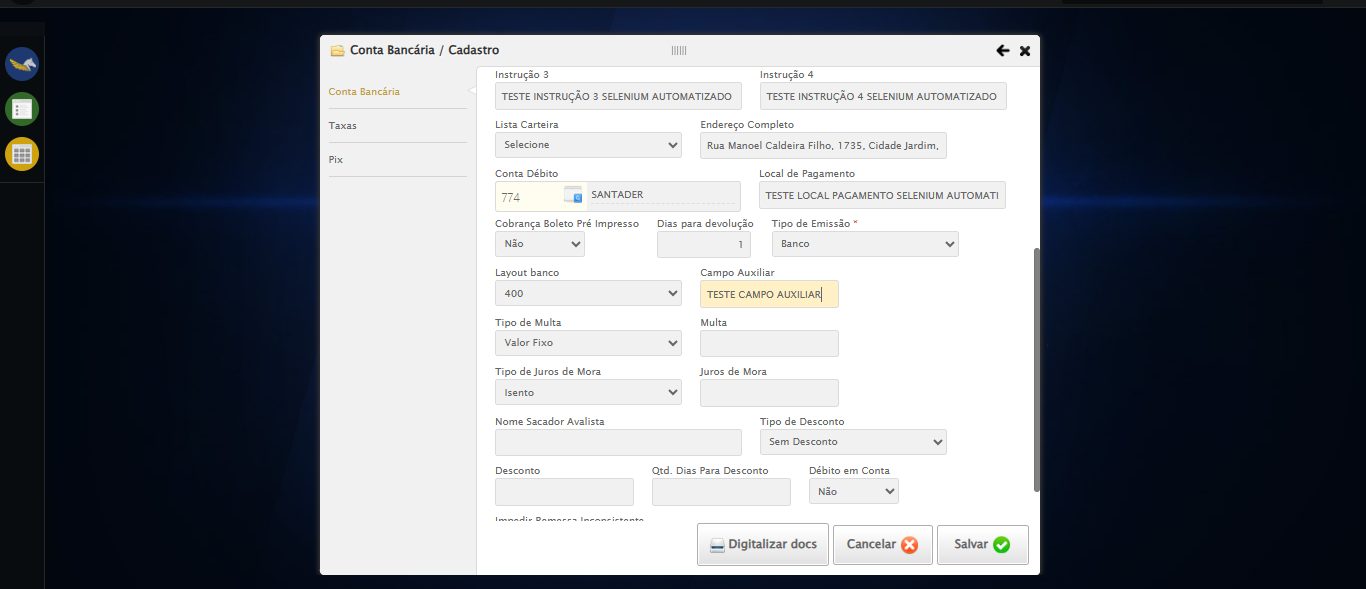 Conta Bancária / Cadastro
Conta Bancária
Taxas
Pix
Instrução 3 Instrução 4
TESTE INSTRUÇÃO 3 SELENIUM AUTOMATIZADO TESTE INSTRUÇÃO 4 SELENIUM AUTOMATIZADO
Lista Carteira Endereço Completo
Selecione Rua Manoel Caldeira Filho, 1735, Cidade Jardim,
Conta Débito Local de Pagamento
774 SANTADER TESTE LOCAL PAGAMENTO SELENIUM AUTOMATI
Cobrança Boleto Pré Impresso Dias para devolução Tipo de Emissão *
Não 1 Banco
Layout banco Campo Auxiliar
400 TESTE CAMPO AUXILIAR
Tipo de Multa Multa
Valor Fixo
Tipo de Juros de Mora Juros de Mora
Isento
Nome Sacador Avalista Tipo de Desconto
Sem Desconto
Desconto Qtd. Dias Para Desconto Débito em Conta
Não
Impedir Remessa Inconsistente
Digitalizar docs Cancelar Salvar